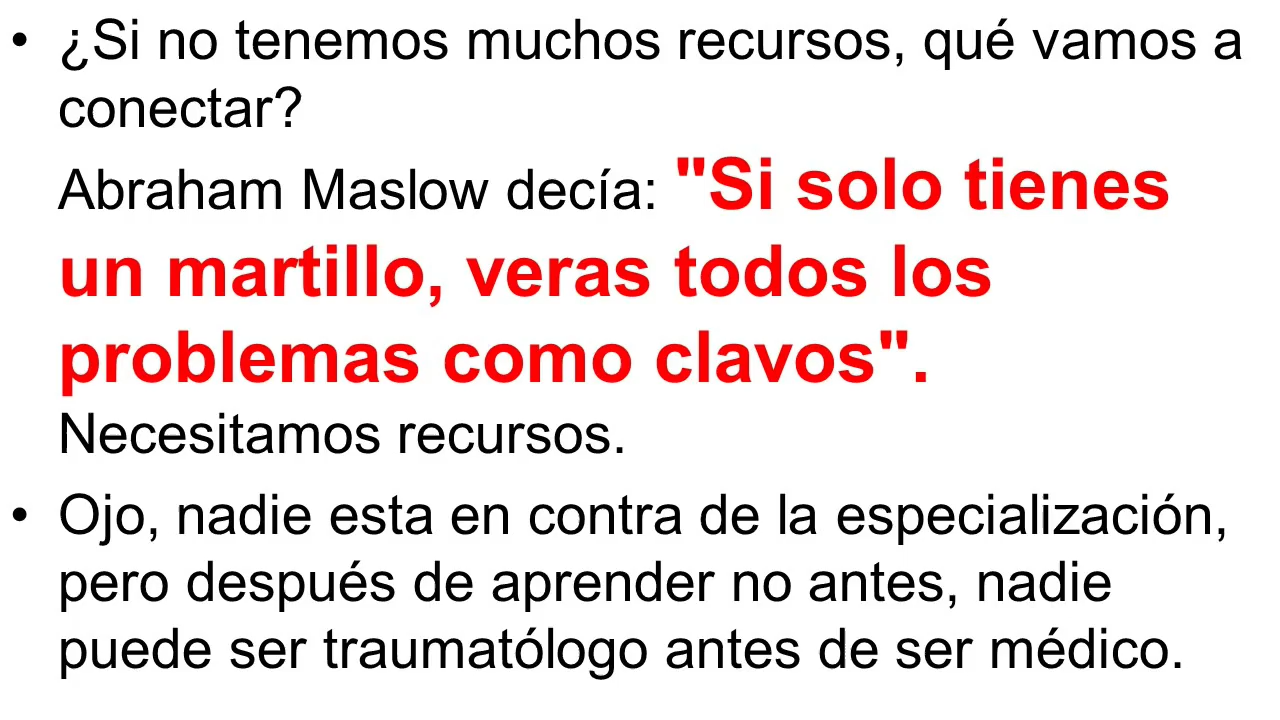 • ¿Si no tenemos muchos recursos, qué vamos a
conectar?
Abraham Maslow decía: "Si solo tienes
un martillo, veras todos los
problemas como clavos".
Necesitamos recursos.
• Ojo, nadie esta en contra de la especialización,
pero después de aprender no antes, nadie
puede ser traumatólogo antes de ser médico.